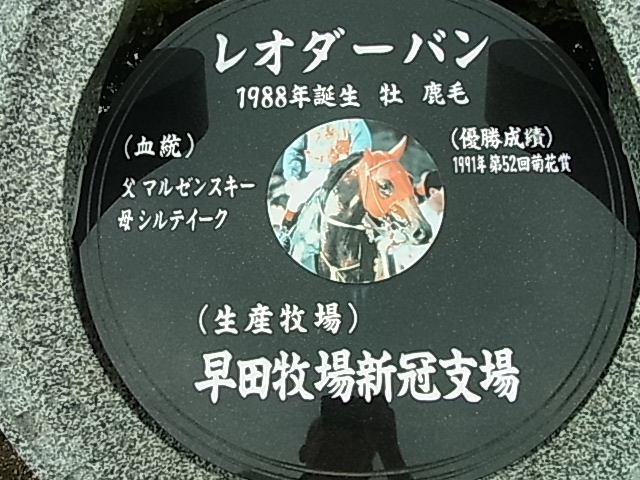 レオダーバン
1988年誕生 牡 鹿毛
(血統)
父 マルゼンスキー
母 シルテイーク
(優勝成績)
1991年 第52回菊花賞
(生産牧場)
早田牧場新冠支場